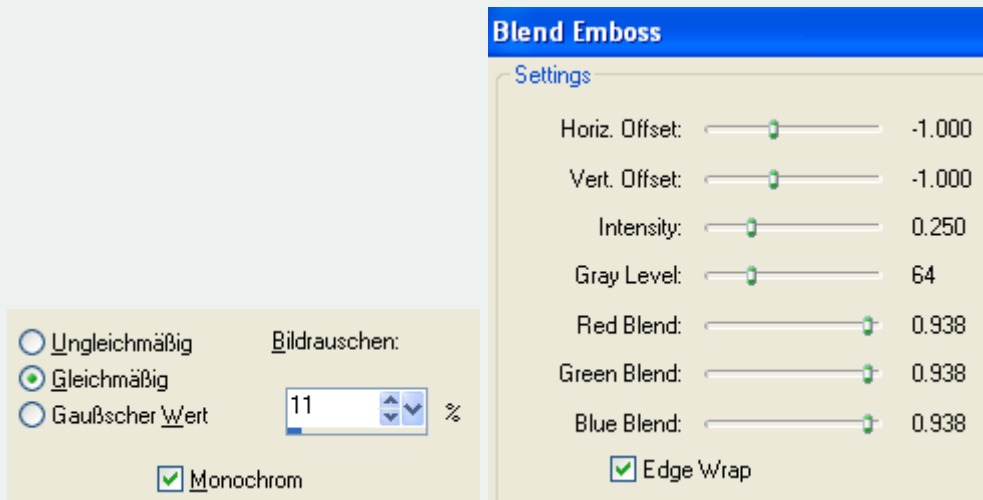 Ungleichmäßig
Bildrauschen:
Gleichmäßig
Gaußscher Wert
11 %
Monochrom
Blend Emboss
Settings
Horiz. Offset: -1.000
Vert. Offset: -1.000
Intensity: 0.250
Gray Level: 64
Red Blend: 0.938
Green Blend: 0.938
Blue Blend: 0.938
Edge Wrap